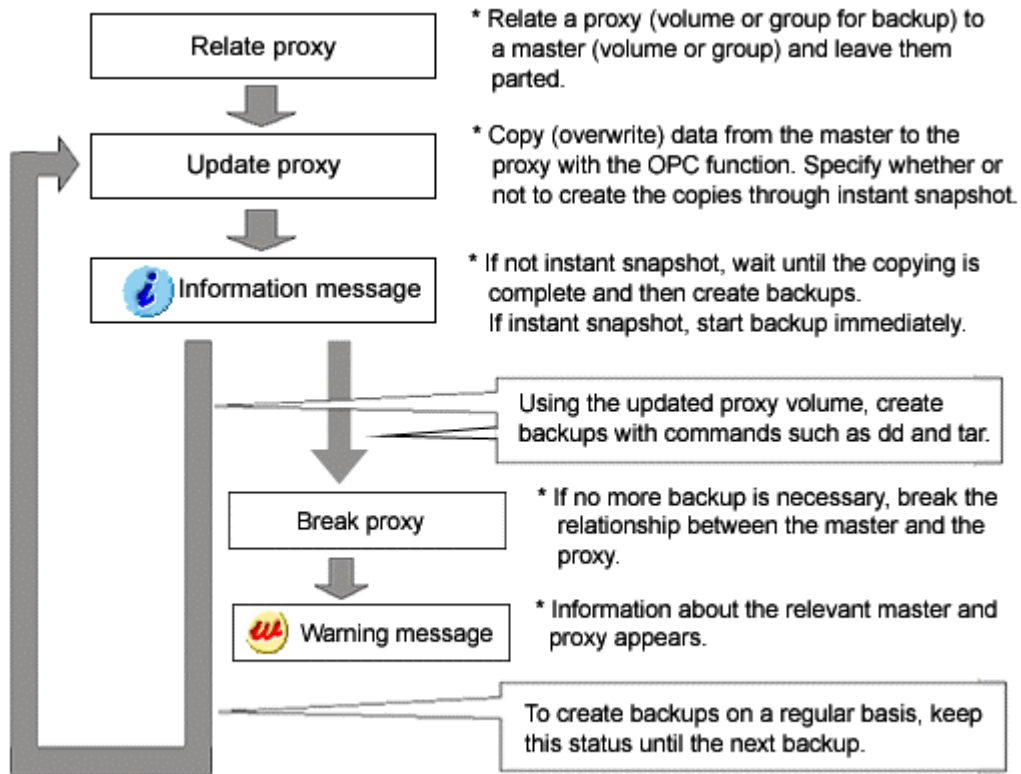 Relate proxy
* Relate a proxy (volume or group for backup) to
a master (volume or group) and leave them
parted.
Update proxy
* Copy (overwrite) data from the master to the
proxy with the OPC function. Specify whether or
not to create the copies through instant snapshot.
i Information message
* If not instant snapshot, wait until the copying is
complete and then create backups.
If instant snapshot, start backup immediately.
Using the updated proxy volume, create
backups with commands such as dd and tar.
Break proxy
* If no more backup is necessary, break the
relationship between the master and the
proxy.
w Warning message
* Information about the relevant master and
proxy appears.
To create backups on a regular basis, keep
this status until the next backup.